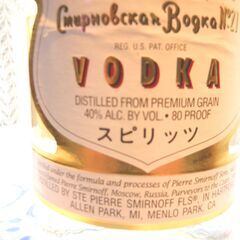 Смирновская Водка №21
REG. U.S. PAT. OFFICE
VODKA
DISTILLED FROM PREMIUM GRAIN
40% ALC. BY VOL. • 80 PROOF
スピリッツ
under the formula and processes of Pierre Smirnoff Sons,
Pierre Smirnoff, Moscow, Russia, Purveyors to the
BY STE PIERRE SMIRNOFF FLS® IN HARTFORD
ALLEN PARK, MI, MENLO PARK, CA